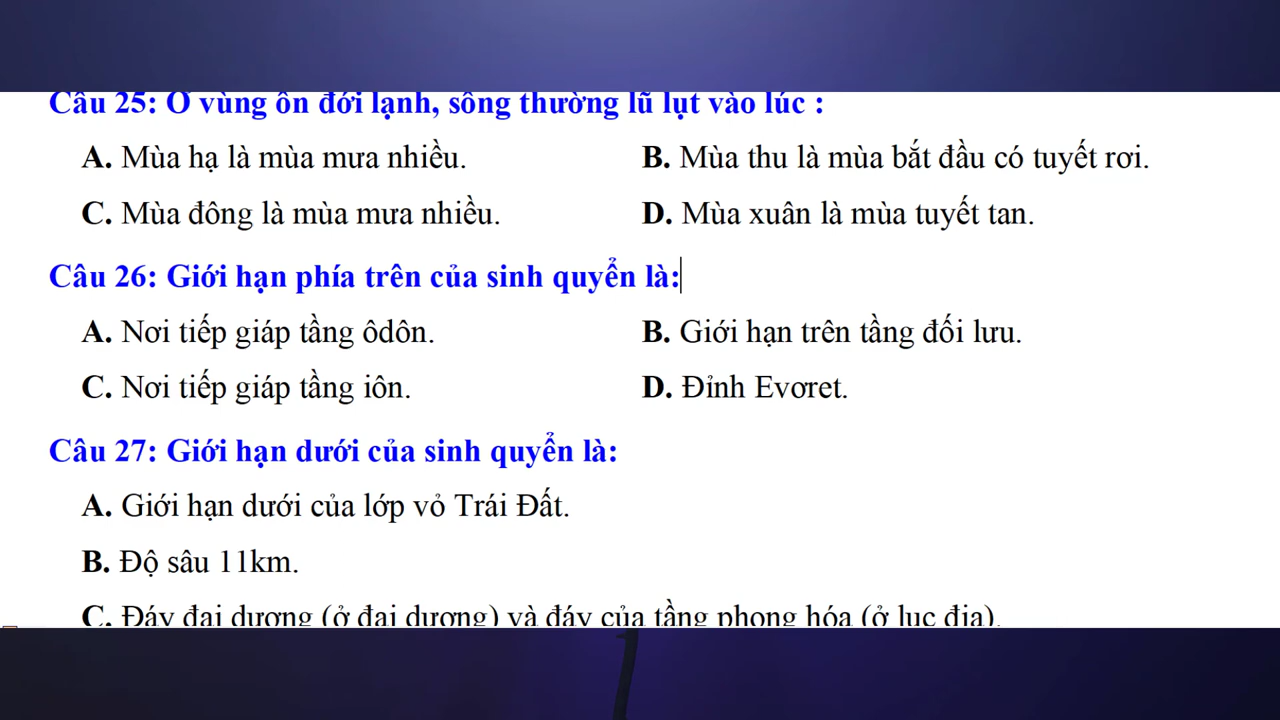 Câu 25: Ở vùng ôn đới lạnh, sông thường lũ lụt vào lúc :
A. Mùa hạ là mùa mưa nhiều. B. Mùa thu là mùa bắt đầu có tuyết rơi.
C. Mùa đông là mùa mưa nhiều. D. Mùa xuân là mùa tuyết tan.
Câu 26: Giới hạn phía trên của sinh quyển là:
A. Nơi tiếp giáp tầng ôdôn. B. Giới hạn trên tầng đối lưu.
C. Nơi tiếp giáp tầng iôn. D. Đỉnh Evơret.
Câu 27: Giới hạn dưới của sinh quyển là:
A. Giới hạn dưới của lớp vỏ Trái Đất.
B. Độ sâu 11km.
C. Đáy đại dương (ở đại dương) và đáy của tầng phong hóa (ở lục địa).